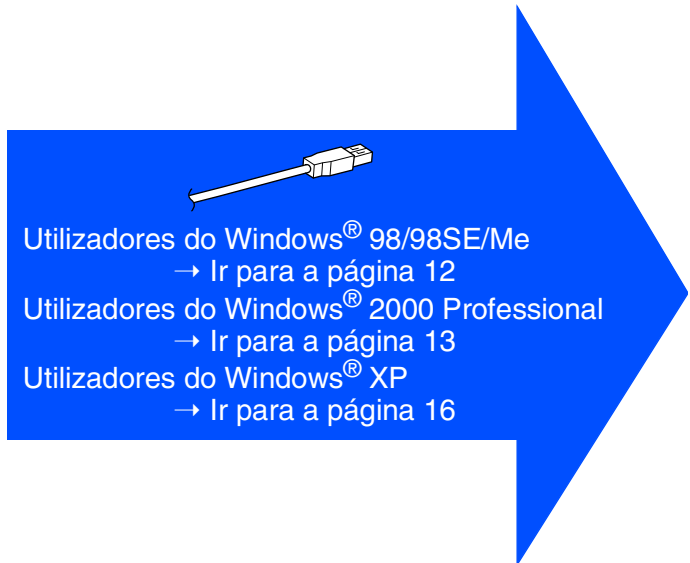 Utilizadores do Windows® 98/98SE/Me
→ Ir para a página 12
Utilizadores do Windows® 2000 Professional
→ Ir para a página 13
Utilizadores do Windows® XP
→ Ir para a página 16